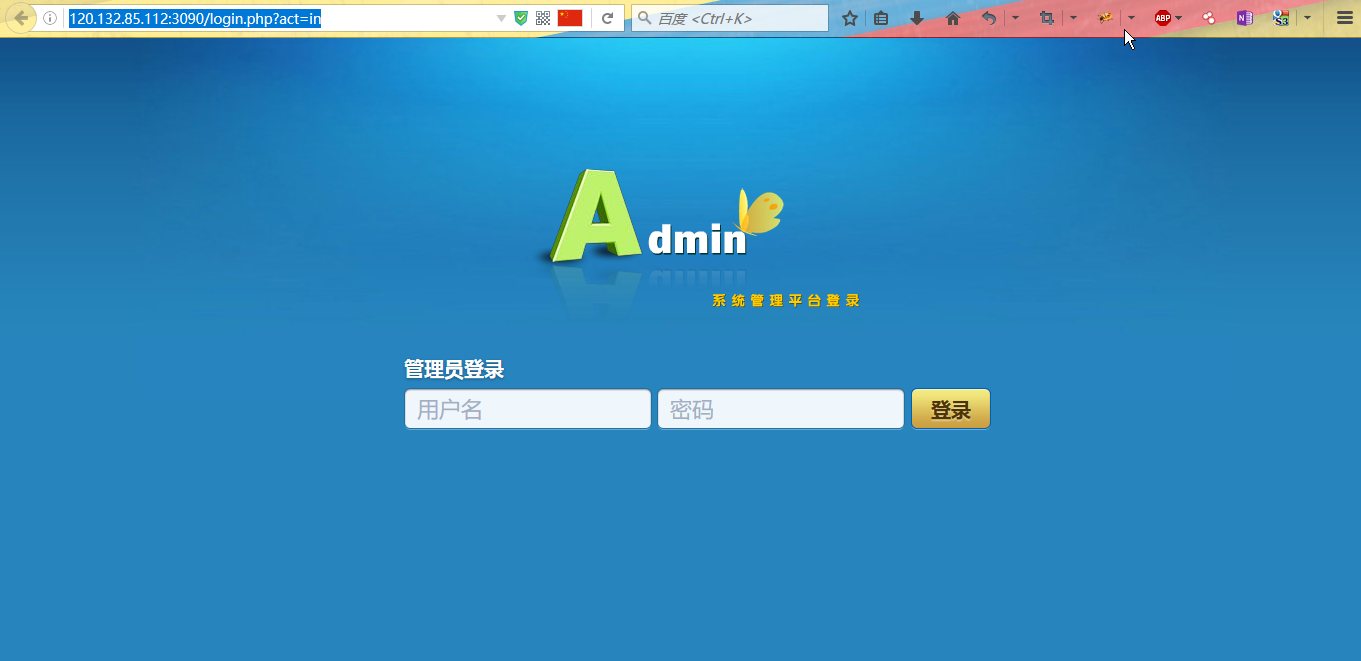 120.132.85.112:3090/login.php?act=in
百度 <Ctrl+K>
ABP
N
S3
Admin
系统管理平台登录
管理员登录
用户名
密码
登录